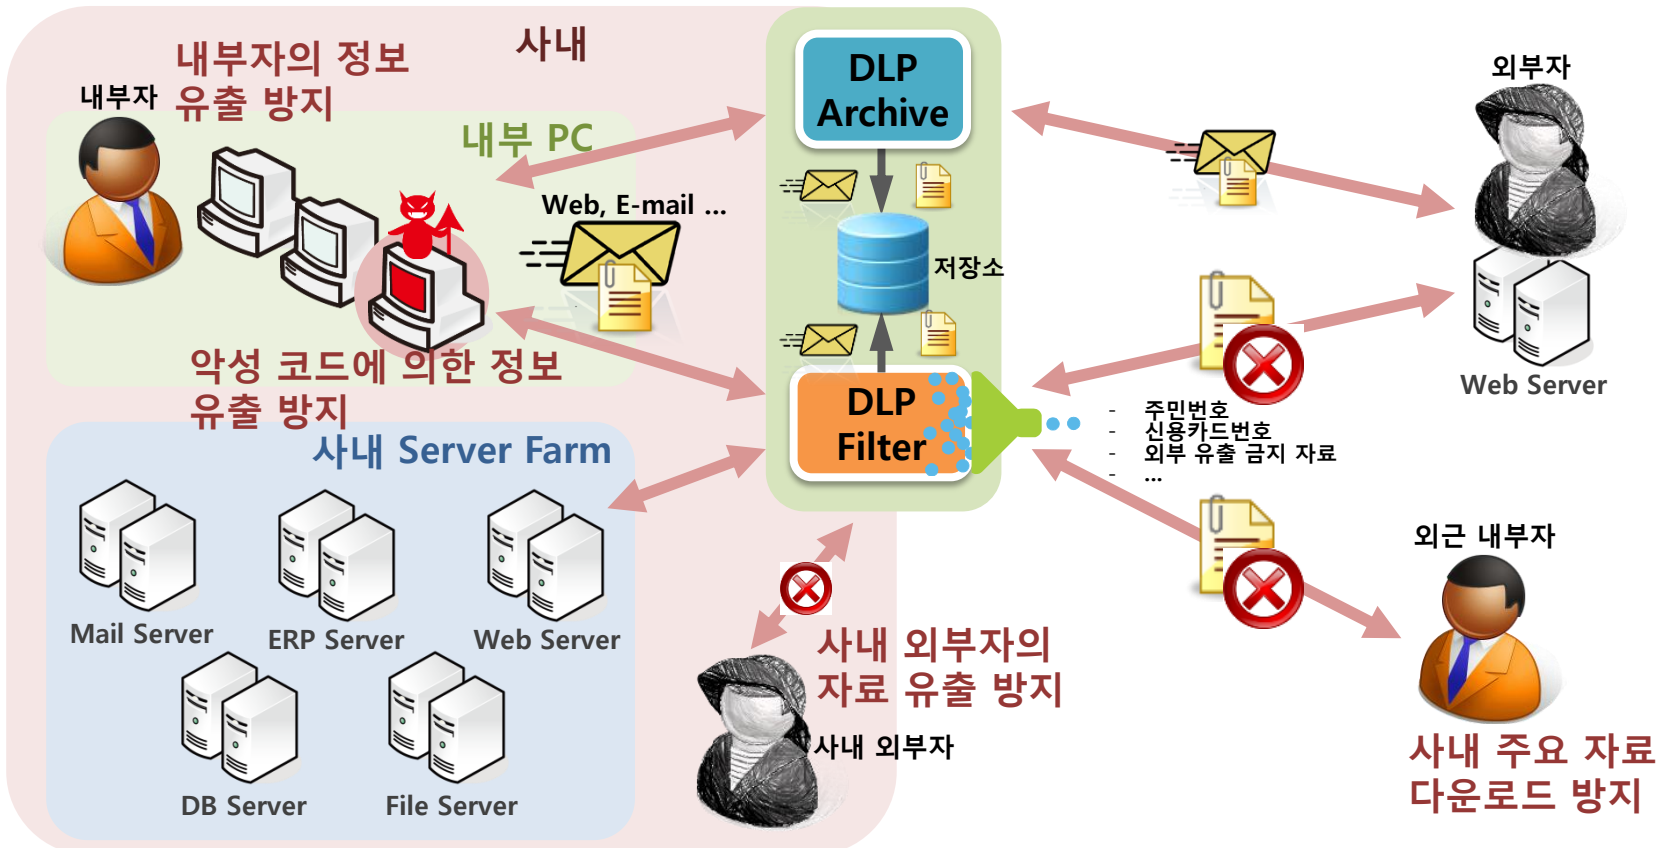 사내
내부자의 정보
유출 방지
내부자
내부 PC
Web, E-mail ...
악성 코드에 의한 정보
유출 방지
사내 Server Farm
Mail Server
ERP Server
Web Server
DB Server
File Server
DLP
Archive
저장소
DLP
Filter
- 주민번호
- 신용카드번호
- 외부 유출 금지 자료
- ...
외부자
Web Server
외근 내부자
사내 주요 자료
다운로드 방지
사내 외부자의
자료 유출 방지
사내 외부자